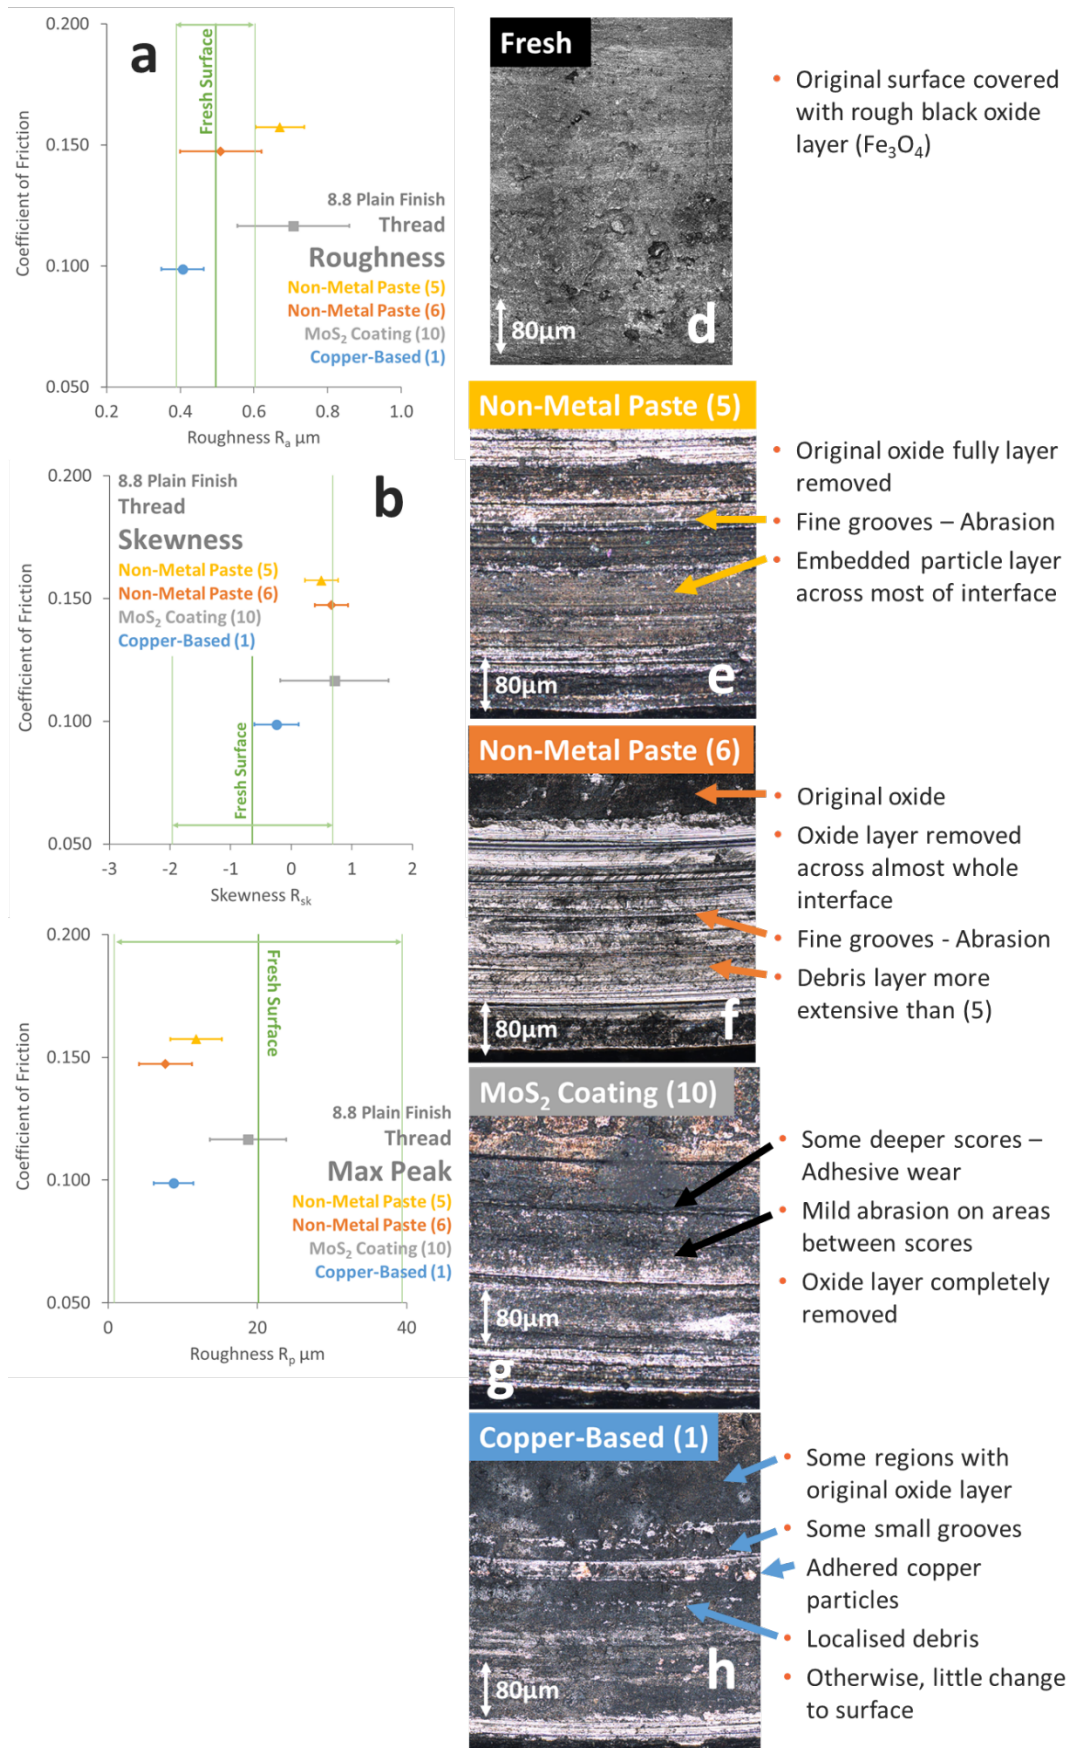 0.200
0.150
0.100
0.050
Coefficient of Friction
a
Fresh Surface
8.8 Plain Finish
Thread
Roughness
Non-Metal Paste (5)
Non-Metal Paste (6)
MoS₂ Coating (10)
Copper-Based (1)
0.2 0.4 0.6 0.8 1.0
Roughness Rₐ µm
0.200
0.150
0.100
0.050
Coefficient of Friction
8.8 Plain Finish
Thread
Skewness
Non-Metal Paste (5)
Non-Metal Paste (6)
MoS₂ Coating (10)
Copper-Based (1)
b
Fresh Surface
-3 -2 -1 0 1 2
Skewness Rsk
0.200
0.150
0.100
0.050
Coefficient of Friction
Fresh Surface
8.8 Plain Finish
Thread
Max Peak
Non-Metal Paste (5)
Non-Metal Paste (6)
MoS₂ Coating (10)
Copper-Based (1)
0 20 40
Roughness Rₚ µm
Fresh
80µm
d
• Original surface covered
with rough black oxide
layer (Fe₃O₄)
Non-Metal Paste (5)
80µm
e
• Original oxide fully layer
removed
• Fine grooves – Abrasion
• Embedded particle layer
across most of interface
Non-Metal Paste (6)
80µm
f
• Original oxide
• Oxide layer removed
across almost whole
interface
• Fine grooves - Abrasion
• Debris layer more
extensive than (5)
MoS₂ Coating (10)
80µm
g
• Some deeper scores –
Adhesive wear
• Mild abrasion on areas
between scores
• Oxide layer completely
removed
Copper-Based (1)
80µm
h
• Some regions with
original oxide layer
• Some small grooves
• Adhered copper
particles
• Localised debris
• Otherwise, little change
to surface